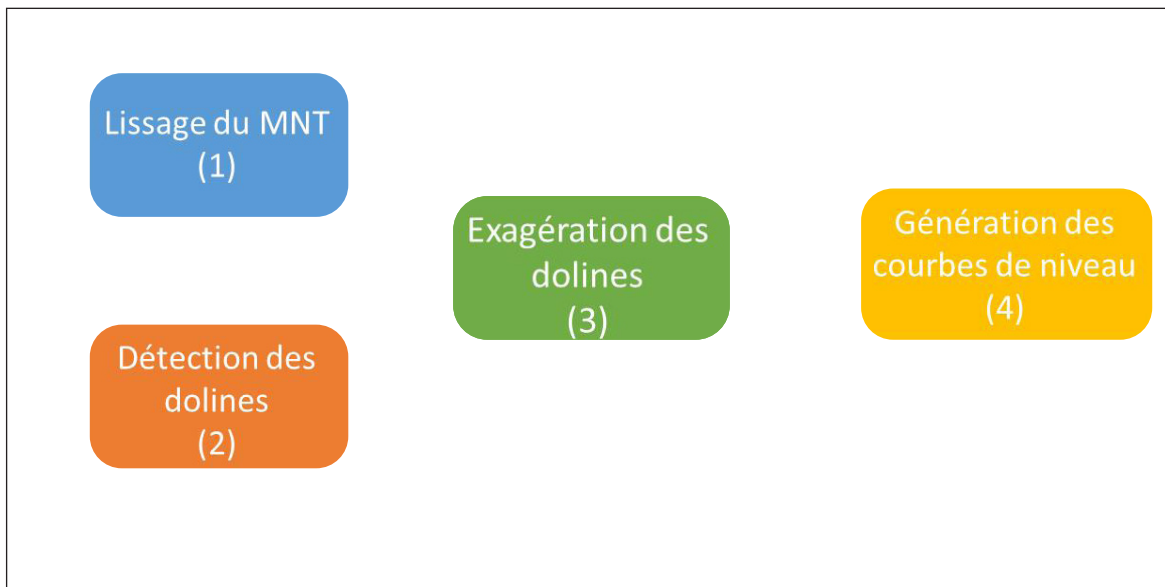 Lissage du MNT
(1)
Détection des
dolines
(2)
Exagération des
dolines
(3)
Génération des
courbes de niveau
(4)